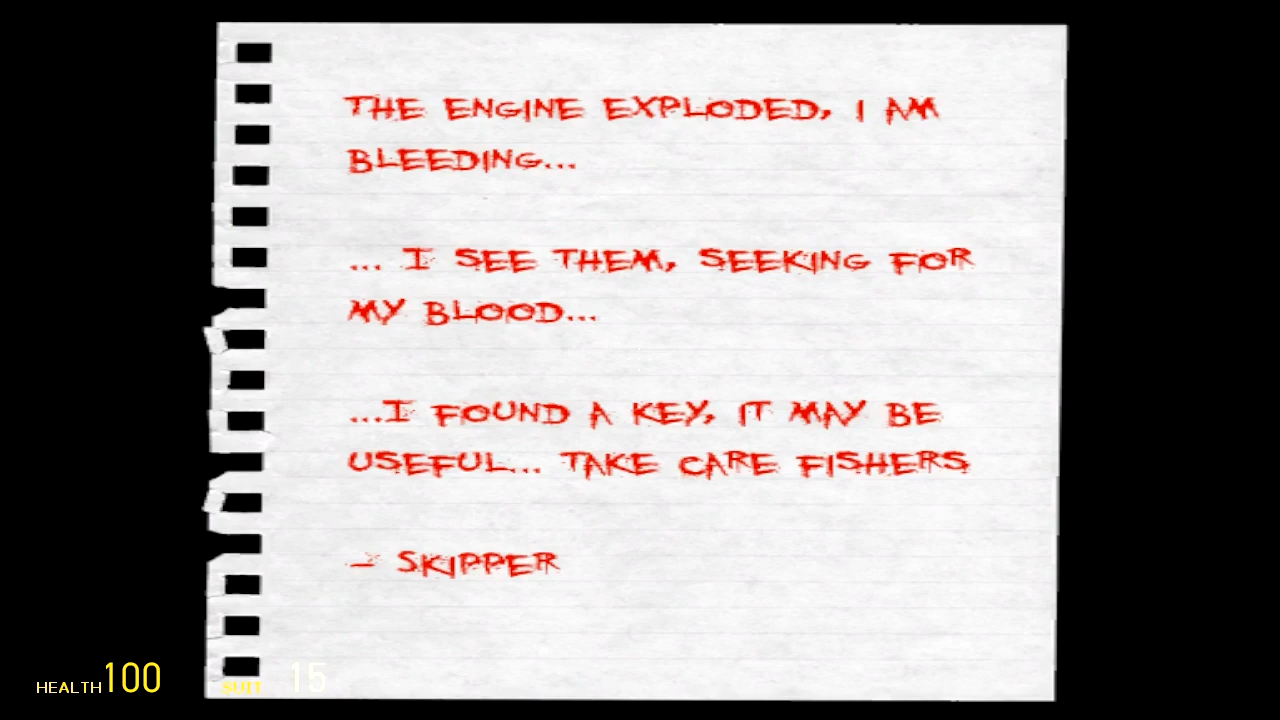 THE ENGINE EXPLODED, I AM
BLEEDING...
... I SEE THEM, SEEKING FOR
MY BLOOD...
...I FOUND A KEY, IT MAY BE
USEFUL... TAKE CARE FISHERS
- SKIPPER
HEALTH 100 SUIT 15